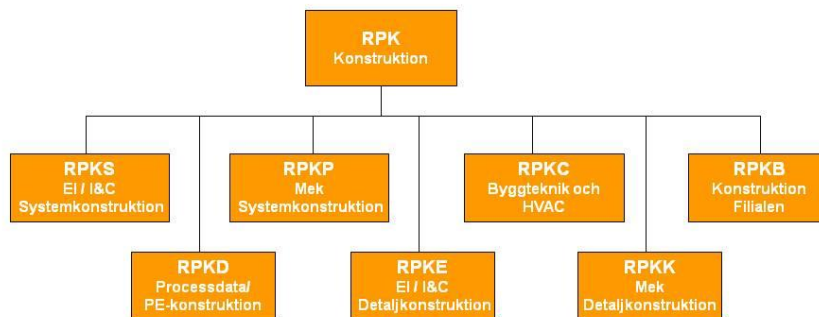 RPK
Konstruktion
RPKS
El / I&C
Systemkonstruktion
RPKP
Mek
Systemkonstruktion
RPKC
Byggteknik och
HVAC
RPKB
Konstruktion
Filialen
RPKD
Processdata/
PE-konstruktion
RPKE
El / I&C
Detaljkonstruktion
RPKK
Mek
Detaljkonstruktion